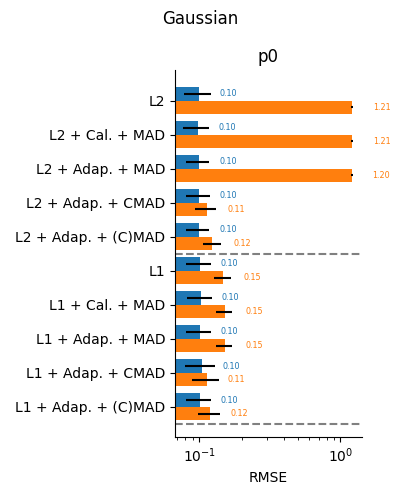 Gaussian
p0
L2 0.10
1.21
L2 + Cal. + MAD 0.10
1.21
L2 + Adap. + MAD 0.10
1.20
L2 + Adap. + CMAD 0.10
0.11
L2 + Adap. + (C)MAD 0.10
0.12
L1 0.10
0.15
L1 + Cal. + MAD 0.10
0.15
L1 + Adap. + MAD 0.10
0.15
L1 + Adap. + CMAD 0.10
0.11
L1 + Adap. + (C)MAD 0.10
0.12
10⁻¹ 10⁰
RMSE